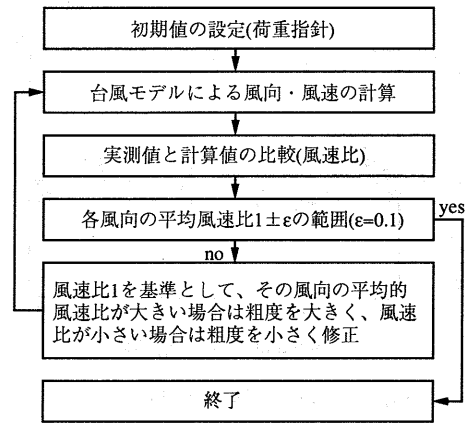 初期値の設定(荷重指針)
台風モデルによる風向・風速の計算
実測値と計算値の比較(風速比)
各風向の平均風速比1±εの範囲(ε=0.1)
yes
no
風速比1を基準として、その風向の平均的
風速比が大きい場合は粗度を大きく、風速
比が小さい場合は粗度を小さく修正
終了